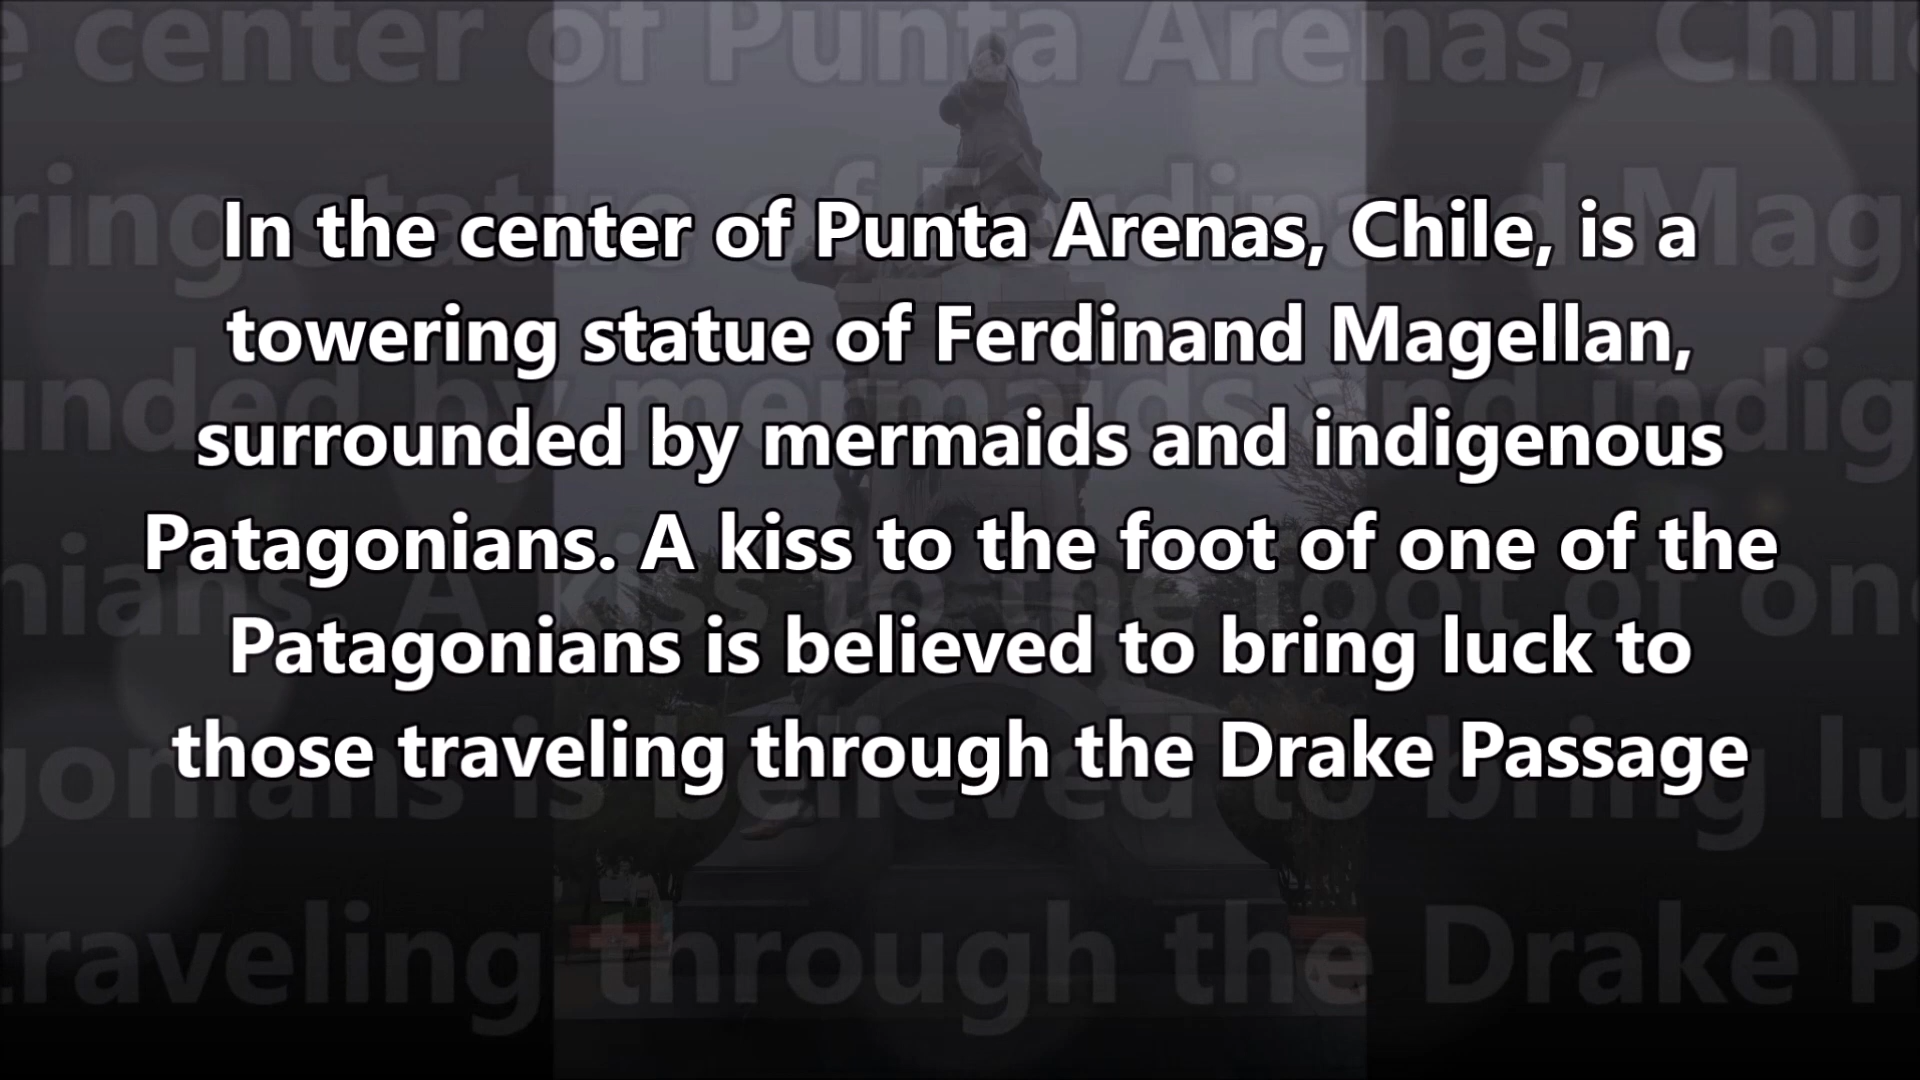 In the center of Punta Arenas, Chile, is a
towering statue of Ferdinand Magellan,
surrounded by mermaids and indigenous
Patagonians. A kiss to the foot of one of the
Patagonians is believed to bring luck to
those traveling through the Drake Passage